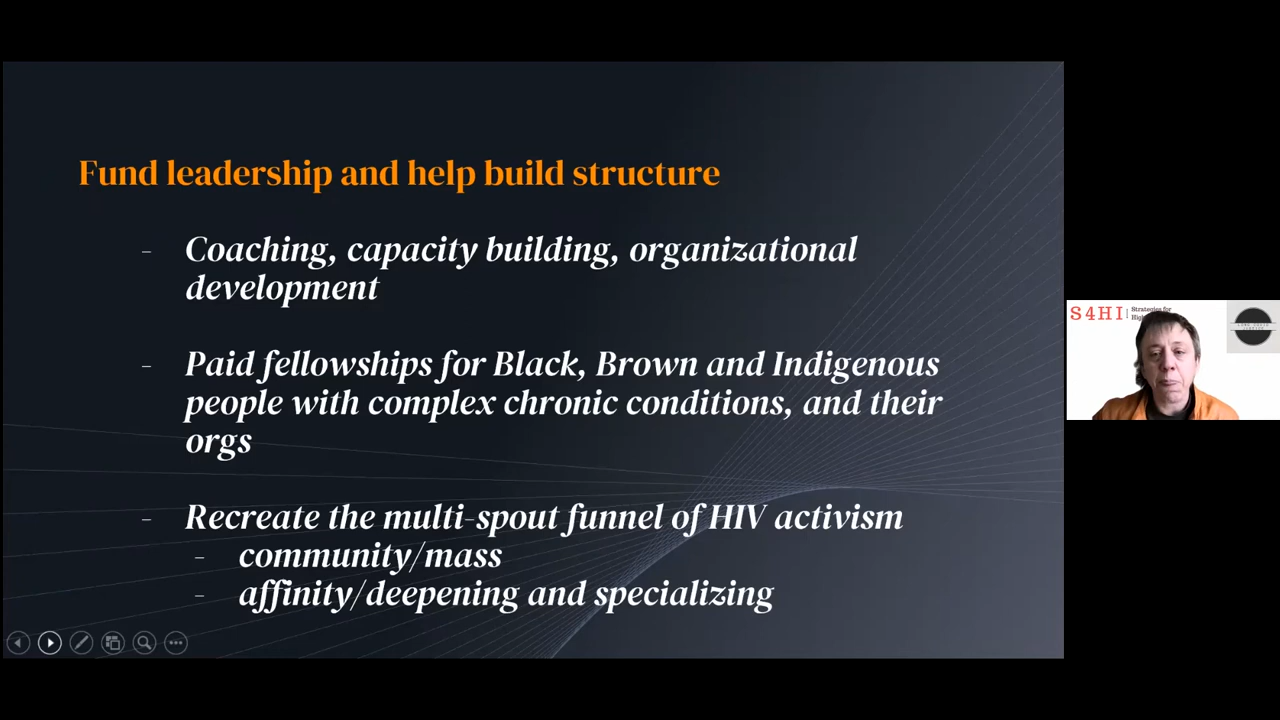 Fund leadership and help build structure
- Coaching, capacity building, organizational
development
- Paid fellowships for Black, Brown and Indigenous
people with complex chronic conditions, and their
orgs
- Recreate the multi-spout funnel of HIV activism
- community/mass
- affinity/deepening and specializing
S4HI
Strategies for